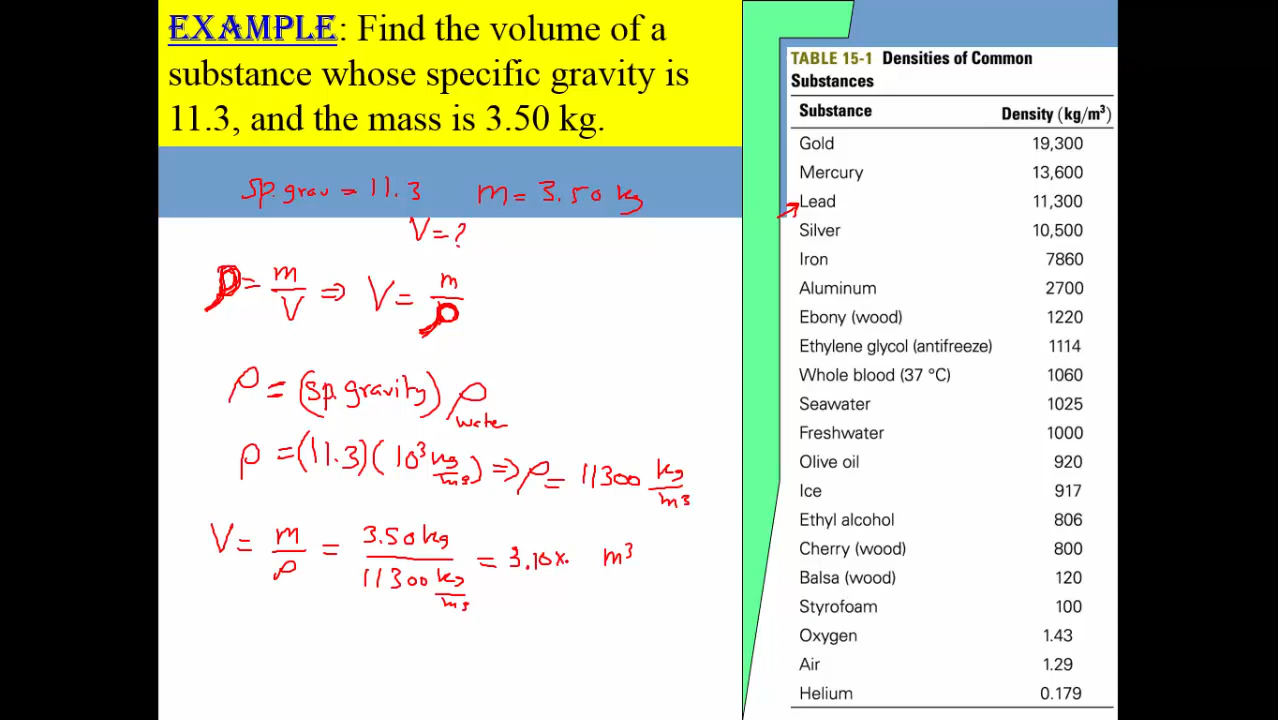 EXAMPLE: Find the volume of a
substance whose specific gravity is
11.3, and the mass is 3.50 kg.
sp.grav = 11.3 m = 3.50 kg
V = ?
ρ = m/V ⇒ V = m/ρ
ρ = (sp. gravity) ρ water
ρ = (11.3)(10³ kg/m³) ⇒ ρ = 11300 kg/m³
V = m/ρ = 3.50 kg / 11300 kg/m³ = 3.10x. m³
TABLE 15-1 Densities of Common
Substances
Substance Density (kg/m³)
Gold 19,300
Mercury 13,600
Lead 11,300
Silver 10,500
Iron 7860
Aluminum 2700
Ebony (wood) 1220
Ethylene glycol (antifreeze) 1114
Whole blood (37 °C) 1060
Seawater 1025
Freshwater 1000
Olive oil 920
Ice 917
Ethyl alcohol 806
Cherry (wood) 800
Balsa (wood) 120
Styrofoam 100
Oxygen 1.43
Air 1.29
Helium 0.179